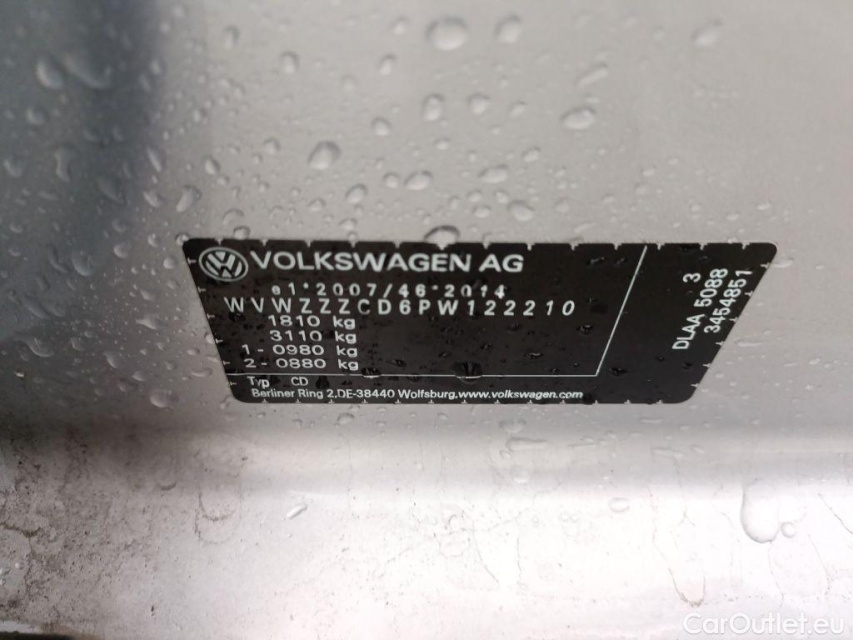 VOLKSWAGEN AG
e1*2007/46*2014
WVWZZZCD6PW122210
1810 kg
3110 kg
1 - 0980 kg
2 - 0880 kg
Typ CD
Berliner Ring 2,DE-38440 Wolfsburg,www.volkswagen.com
3
DLAA 5088
3454851
CarOutlet.eu